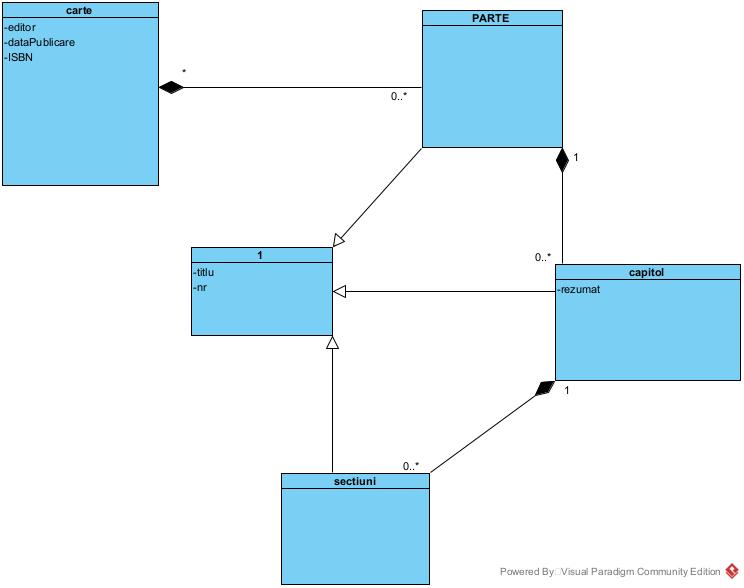 carte
-editor
-dataPublicare
-ISBN
PARTE
*
0..*
1
0..*
1
-titlu
-nr
capitol
-rezumat
1
0..*
sectiuni
Powered By Visual Paradigm Community Edition